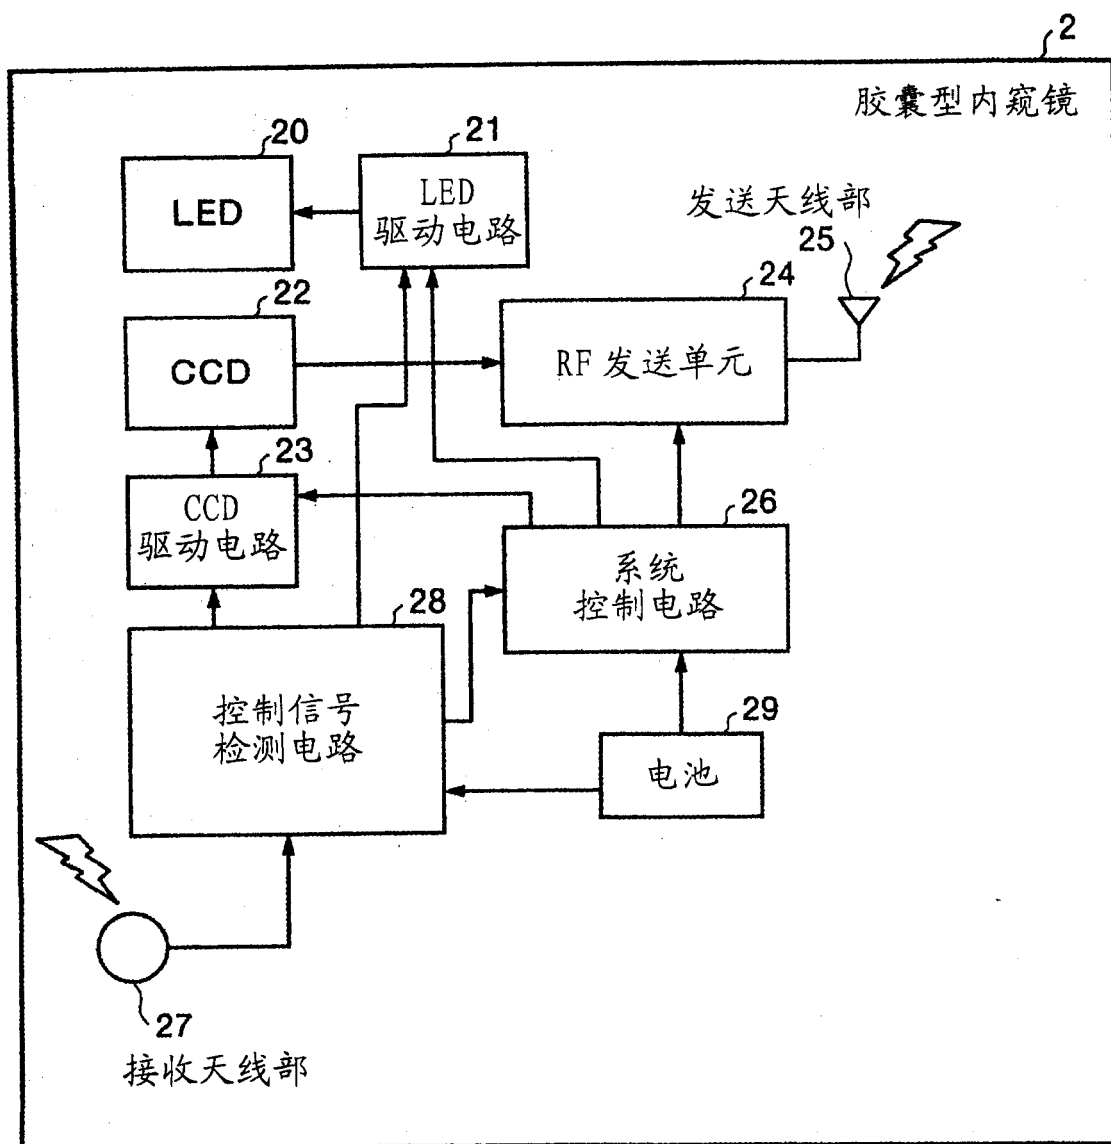 2
胶囊型内窥镜
20
21
LED
LED
驱动电路
发送天线部
25
22
24
CCD
RF 发送单元
23
CCD
驱动电路
26
系统
控制电路
28
控制信号
检测电路
29
电池
27
接收天线部